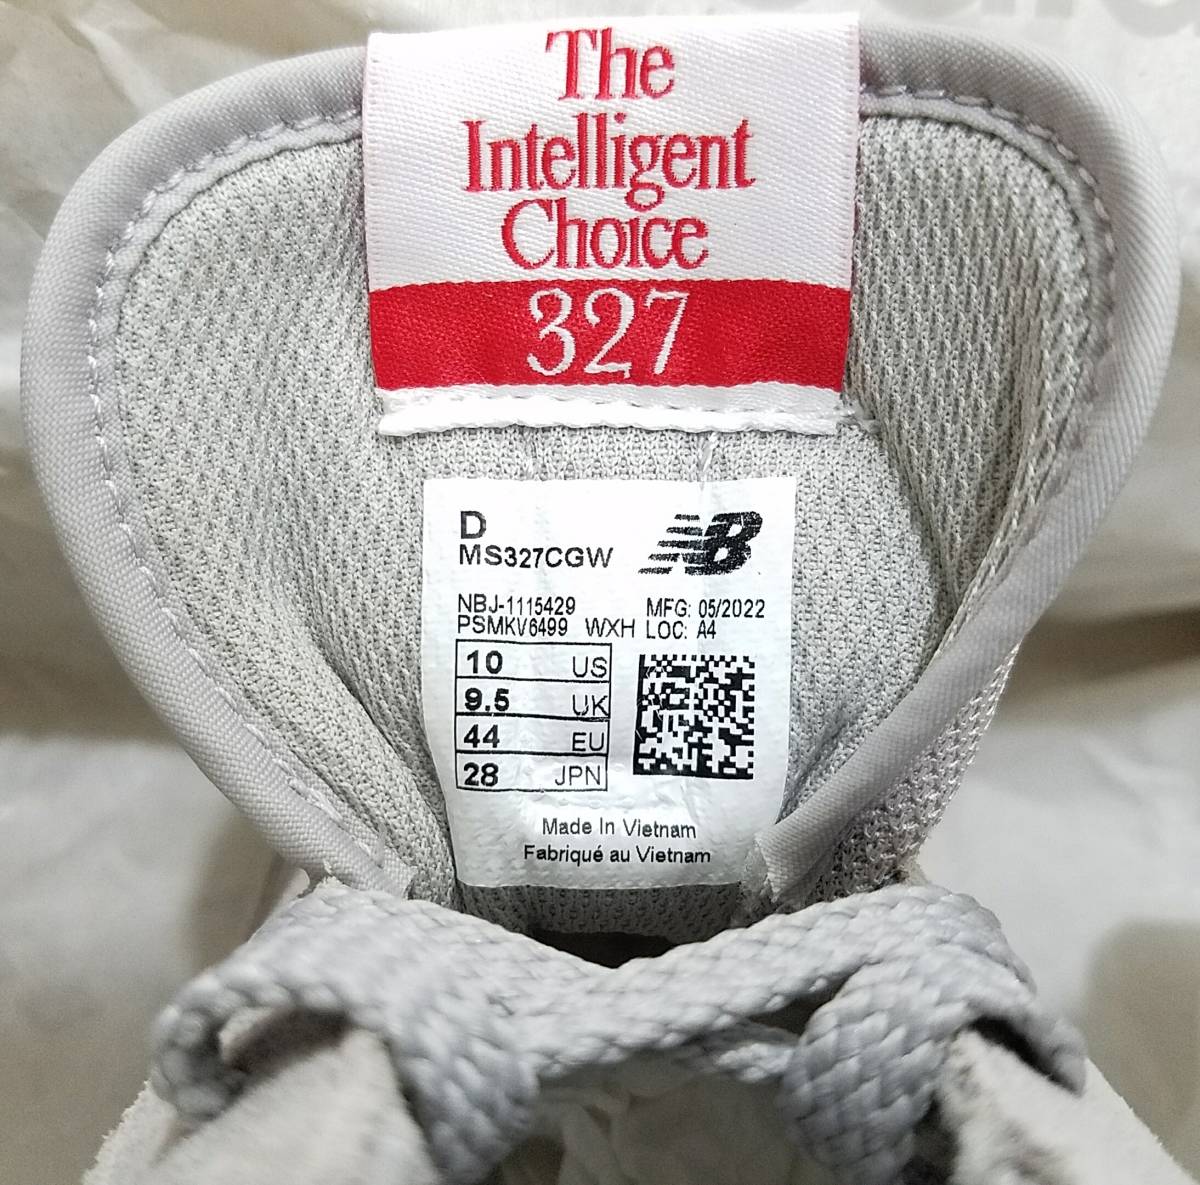 The
Intelligent
Choice
327
D
MS327CGW
NB
NBJ-1115429 MFG: 05/2022
PSMKV6499 WXH LOC: A4
10 US
9.5 UK
44 EU
28 JPN
Made In Vietnam
Fabriqué au Vietnam